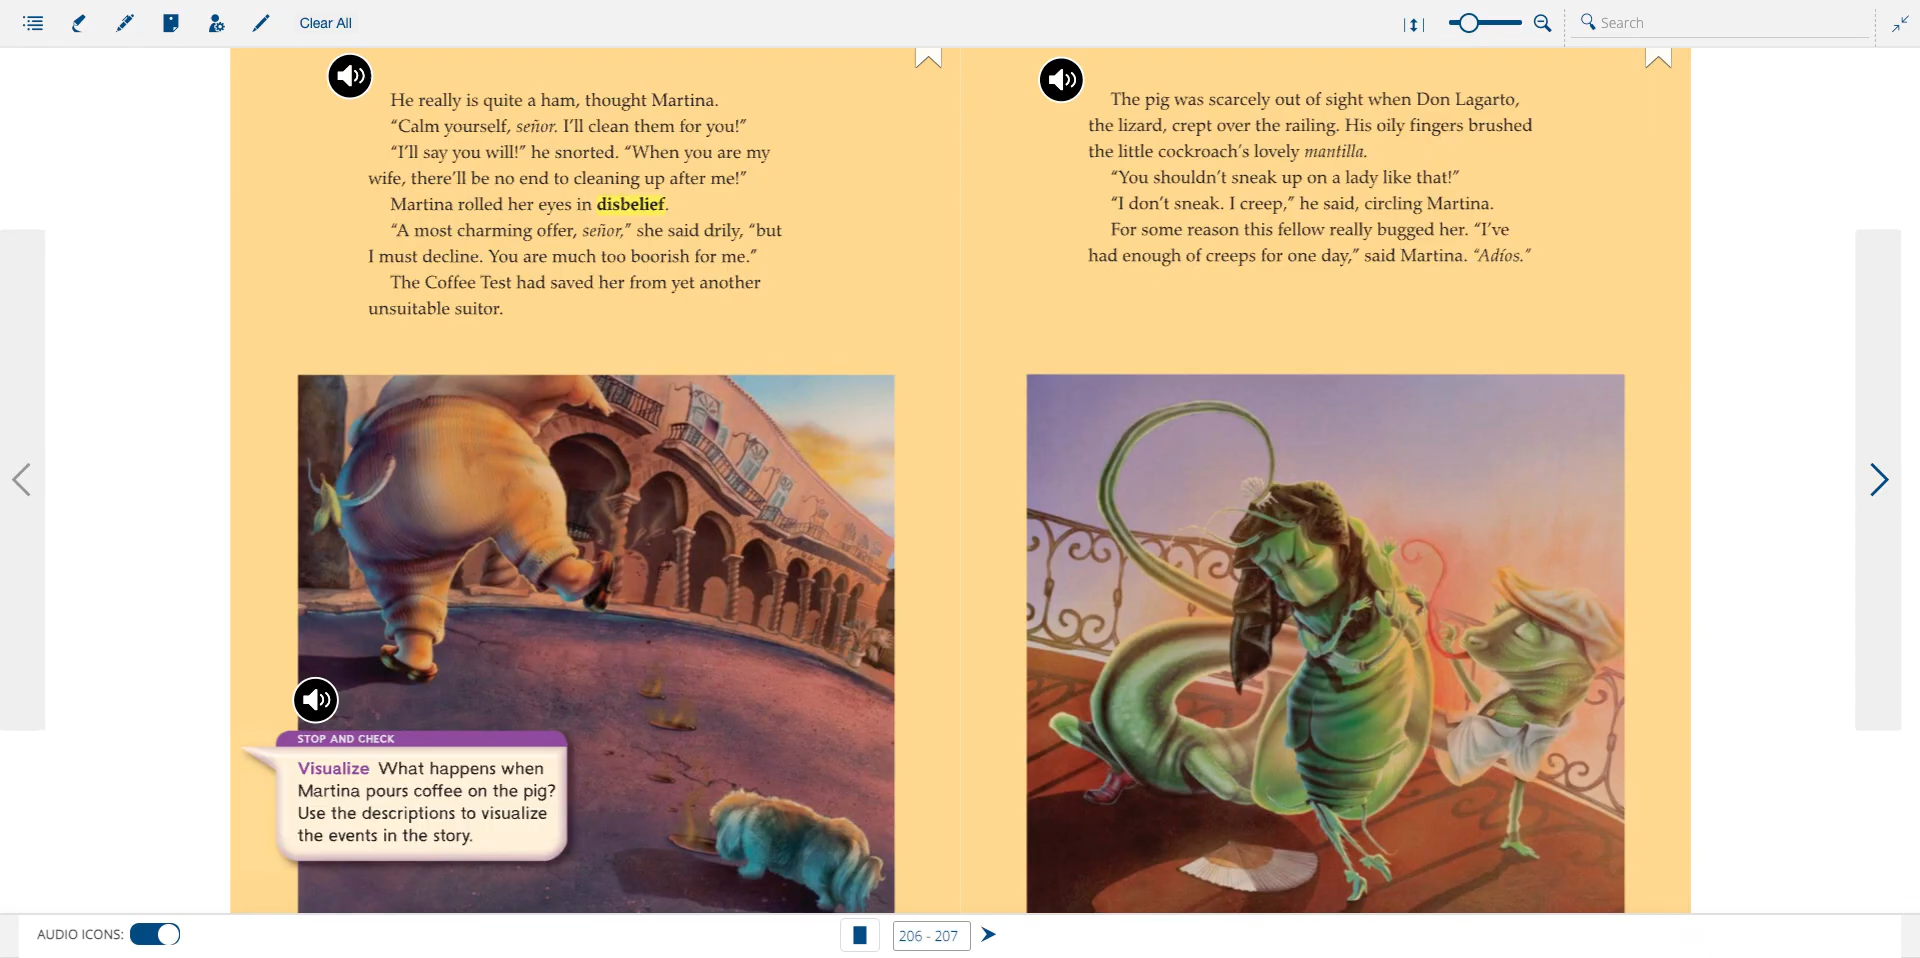 Clear All
Search
He really is quite a ham, thought Martina.
“Calm yourself, señor. I’ll clean them for you!”
“I’ll say you will!” he snorted. “When you are my
wife, there’ll be no end to cleaning up after me!”
Martina rolled her eyes in disbelief.
“A most charming offer, señor,” she said drily, “but
I must decline. You are much too boorish for me.”
The Coffee Test had saved her from yet another
unsuitable suitor.
STOP AND CHECK
Visualize What happens when
Martina pours coffee on the pig?
Use the descriptions to visualize
the events in the story.
The pig was scarcely out of sight when Don Lagarto,
the lizard, crept over the railing. His oily fingers brushed
the little cockroach’s lovely mantilla.
“You shouldn’t sneak up on a lady like that!”
“I don’t sneak. I creep,” he said, circling Martina.
For some reason this fellow really bugged her. “I’ve
had enough of creeps for one day,” said Martina. “Adíos.”
AUDIO ICONS:
206 - 207